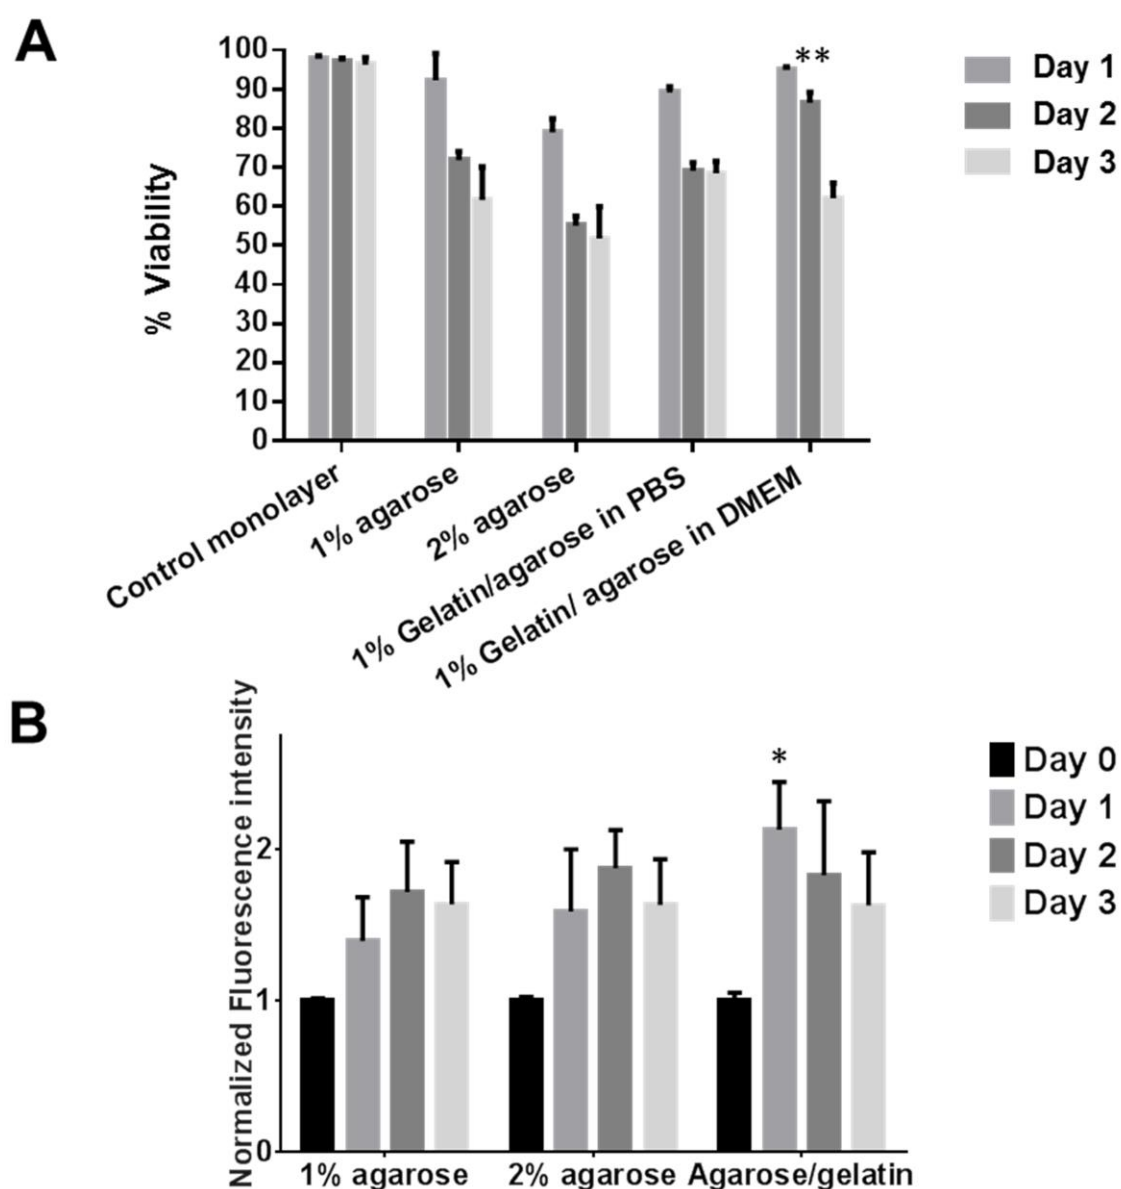 A
**
% Viability
100
90
80
70
60
50
40
30
20
10
0
Day 1
Day 2
Day 3
Control monolayer
1% agarose
2% agarose
1% Gelatin/agarose in PBS
1% Gelatin/ agarose in DMEM
B
*
Normalized Fluorescence intensity
2
1
0
Day 0
Day 1
Day 2
Day 3
1% agarose
2% agarose
Agarose/gelatin